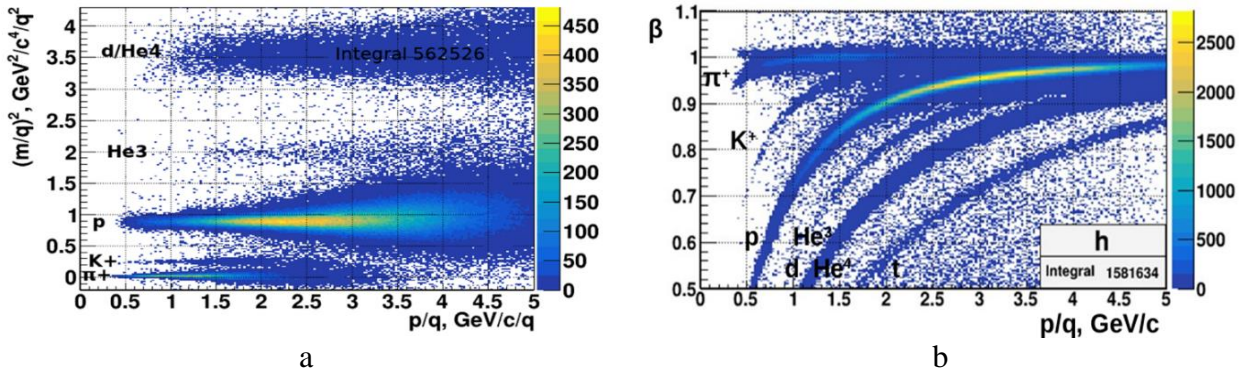 (m/q)², GeV²/c⁴/q²
4
3.5
3
2.5
2
1.5
1
0.5
0
d/He4
Integral 562526
He3
p
K+
π+
0 0.5 1 1.5 2 2.5 3 3.5 4 4.5 5
p/q, GeV/c/q
450
400
350
300
250
200
150
100
50
0
a
β
1.1
1
0.9
0.8
0.7
0.6
0.5
π⁺
K⁺
p
He³
d He⁴ t
h
Integral 1581634
0 0.5 1 1.5 2 2.5 3 3.5 4 4.5 5
p/q, GeV/c
2500
2000
1500
1000
500
0
b